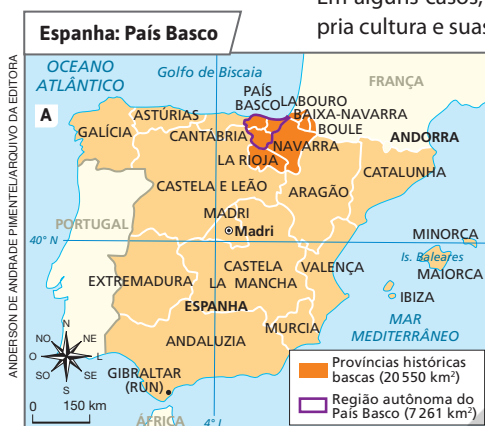 Em alguns casos,
pria cultura e suas
Espanha: País Basco
ANDERSON DE ANDRADE PIMENTEL/ARQUIVO DA EDITORA
OCEANO
ATLÂNTICO
Golfo de Biscaia
FRANÇA
A
PAÍS
BASCO
LABOURO
BAIXA-NAVARRA
BOULE
ASTÚRIAS
GALÍCIA
CANTÁBRIA
NAVARRA
ANDORRA
LA RIOJA
CATALUNHA
CASTELA E LEÃO
ARAGÃO
MADRI
Madri
PORTUGAL
40° N
MINORCA
Is. Baleares
MAIORCA
CASTELA
LA MANCHA
VALENÇA
EXTREMADURA
IBIZA
ESPANHA
MAR
MEDITERRÂNEO
MURCIA
ANDALUZIA
N
NO
NE
O
L
SO
SE
S
GIBRALTAR
(RUN)
0
150 km
ÁFRICA
4° L
Províncias históricas
bascas (20 550 km²)
Região autônoma do
País Basco (7 261 km²)